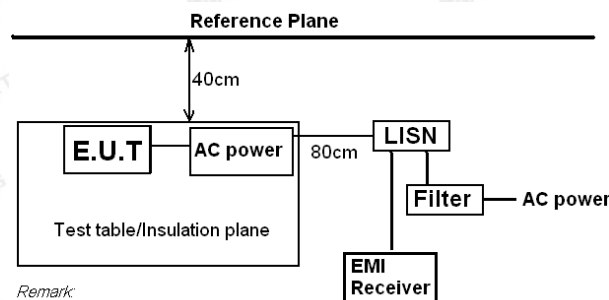 Reference Plane
40cm
E.U.T
AC power
80cm
LISN
Filter
AC power
Test table/Insulation plane
EMI
Receiver
Remark: